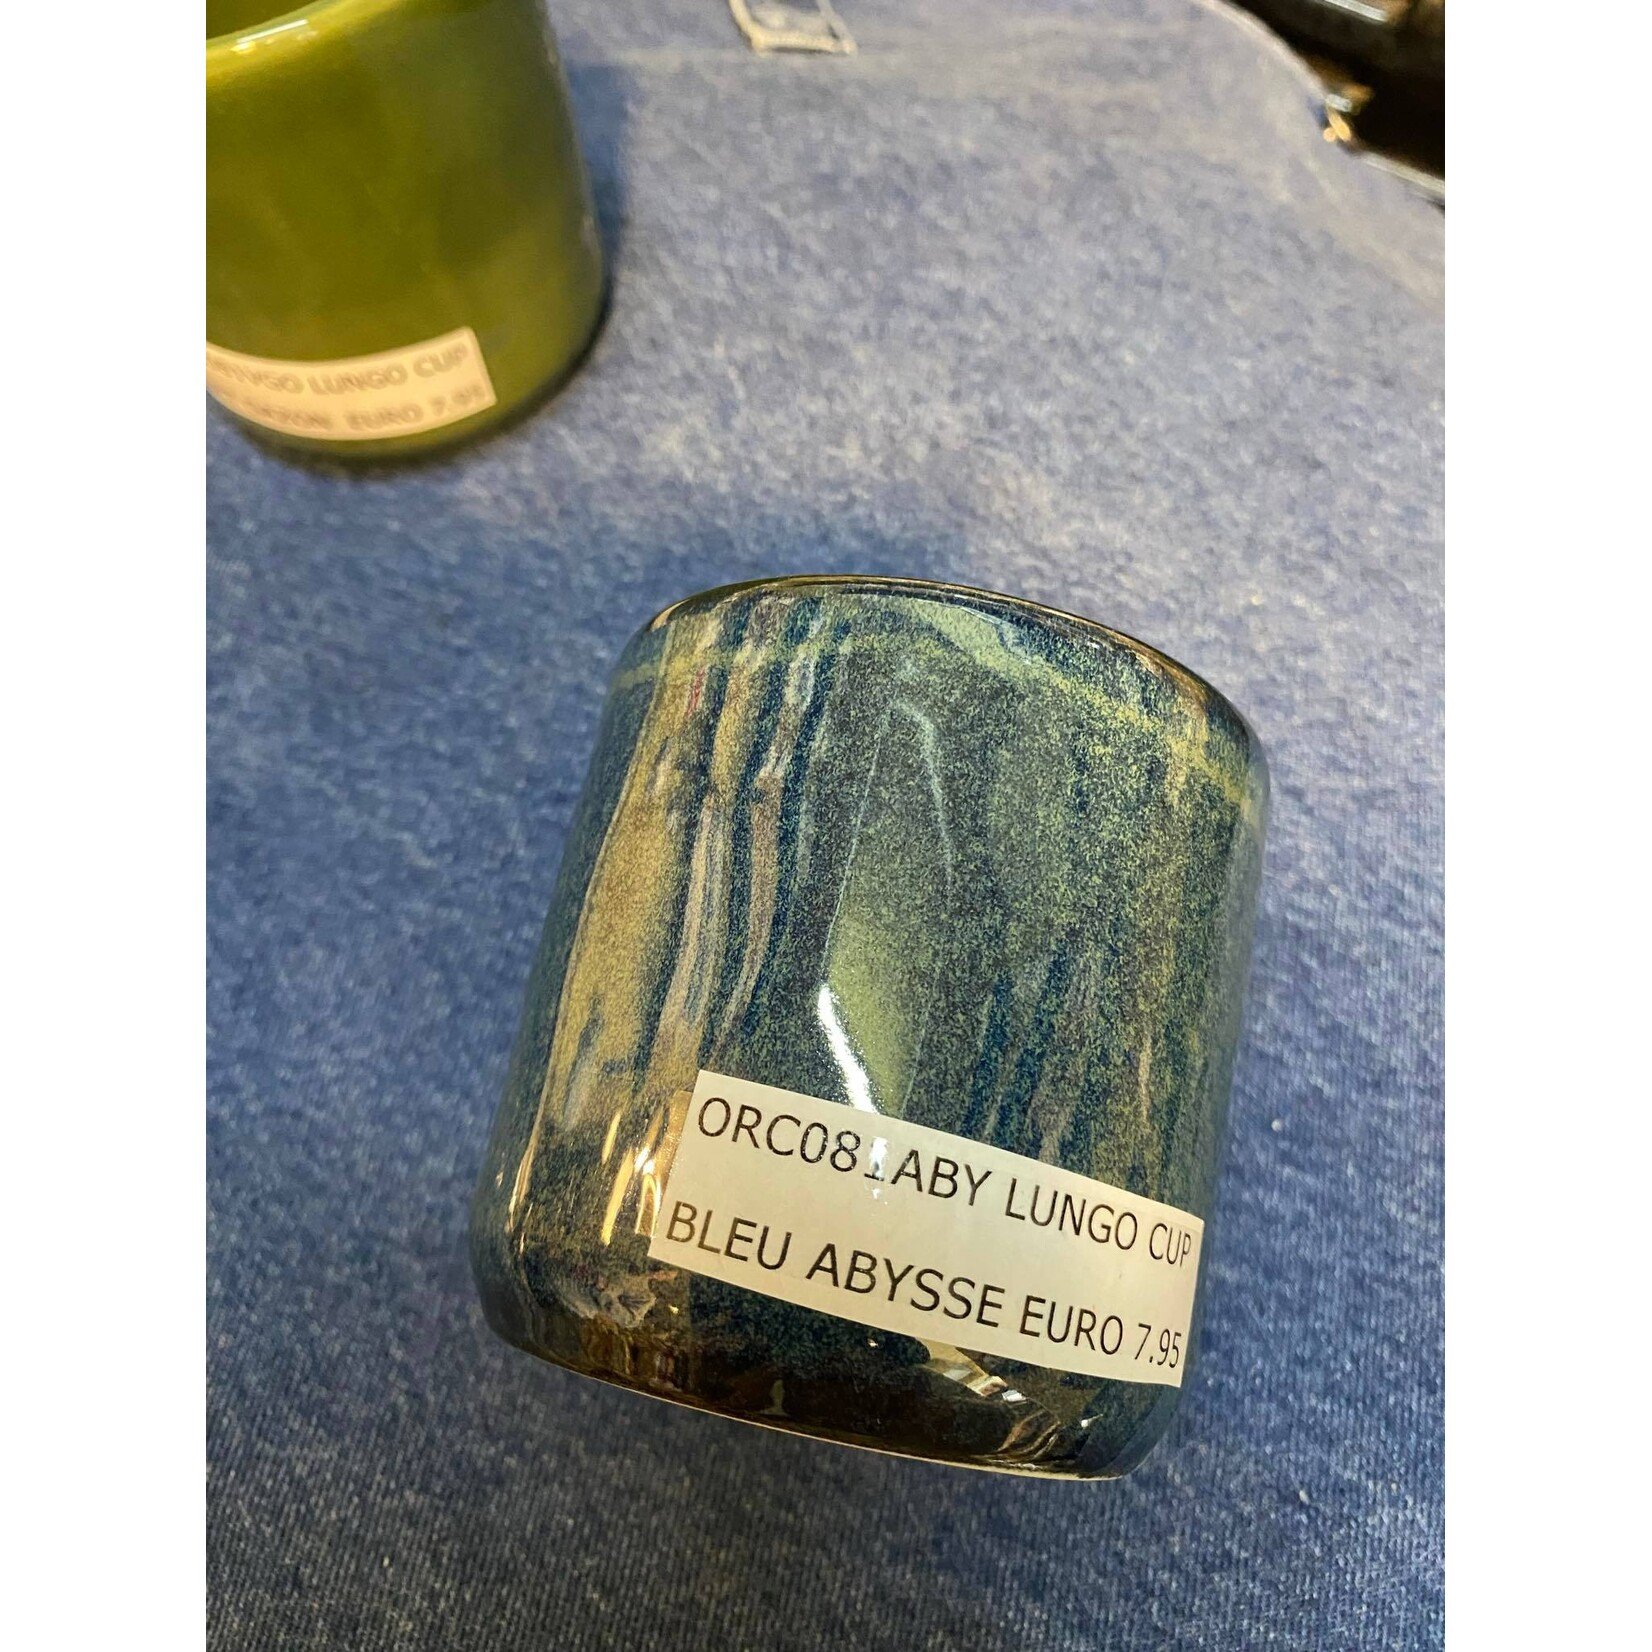 LUNGO CUP
EURO 7.95
ORC081ABY LUNGO CUP
BLEU ABYSSE EURO 7.95